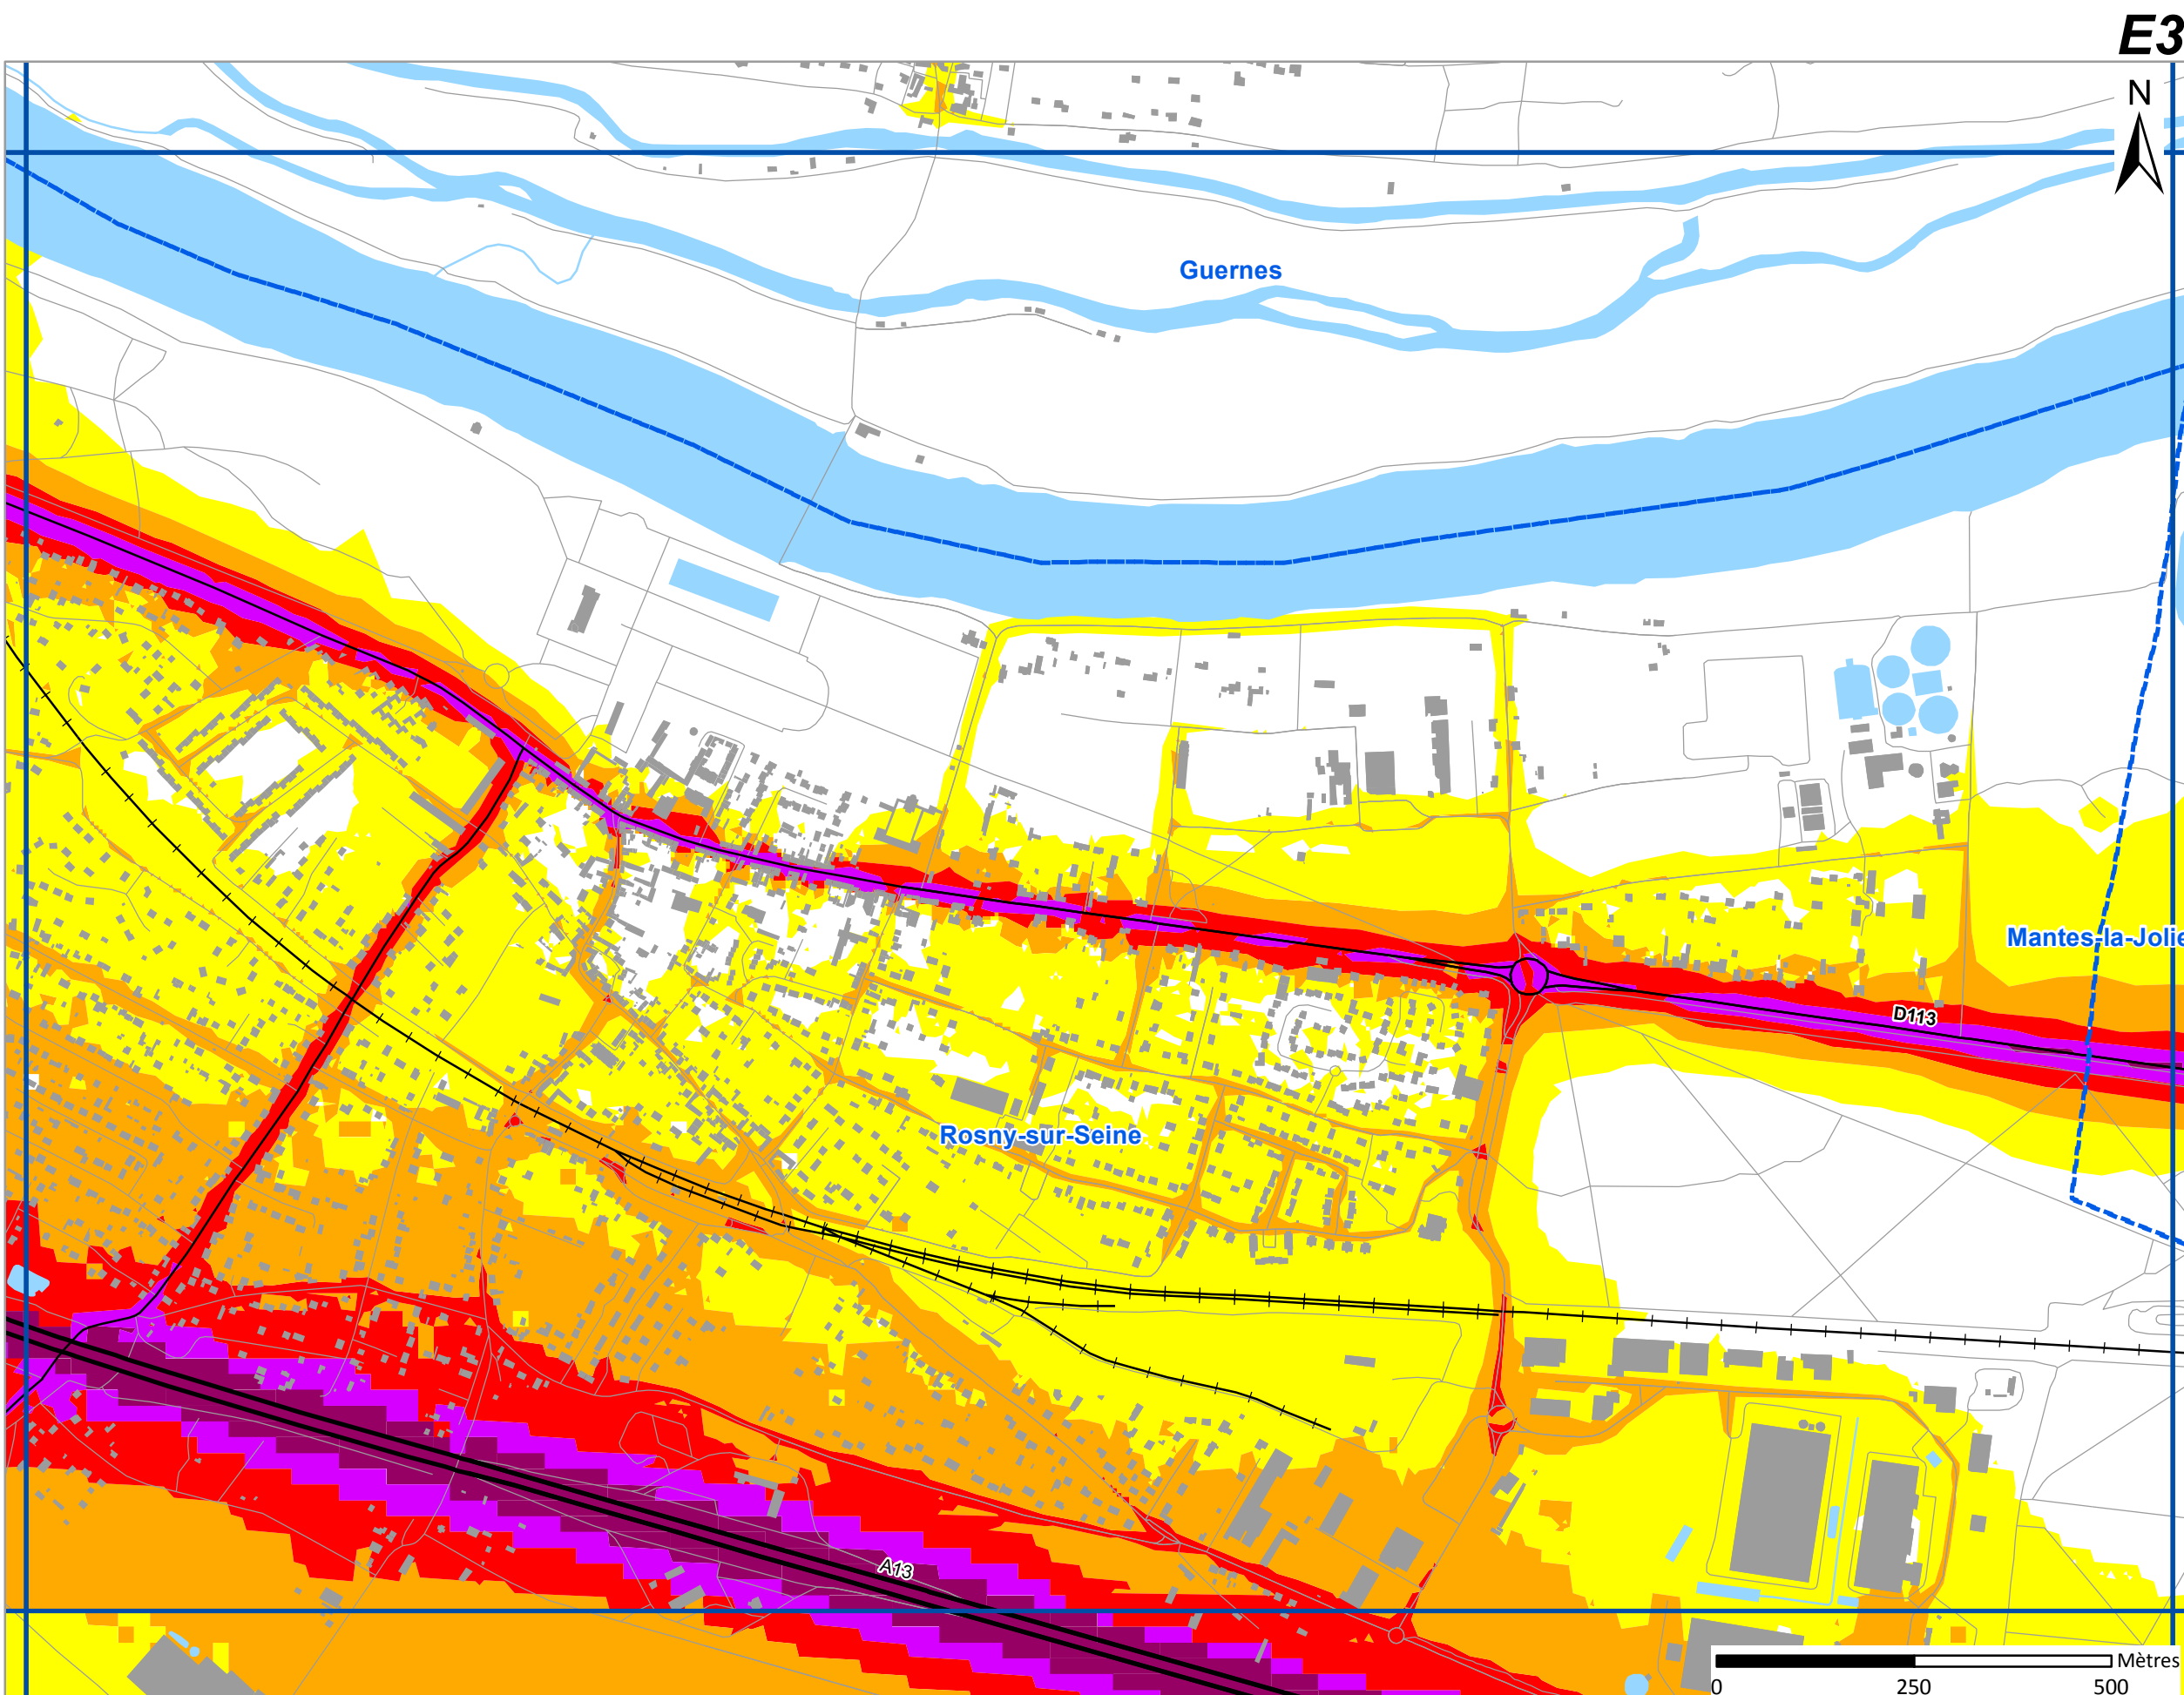 E3
N
Guernes
Mantes-la-Jolie
D113
Rosny-sur-Seine
A13
Mètres
0 250 500